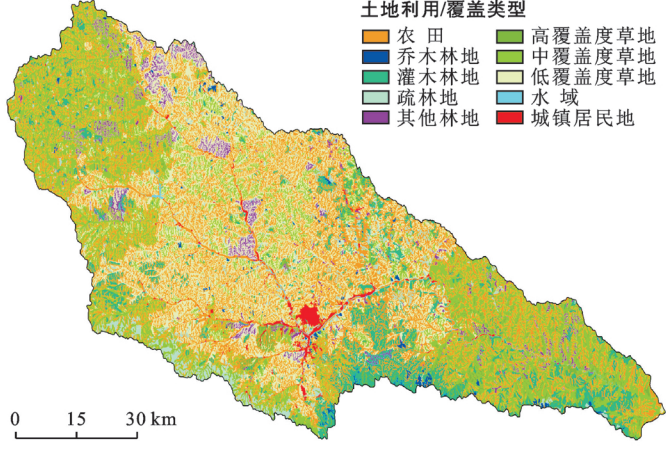 土地利用/覆盖类型
农 田
高覆盖度草地
乔木林地
中覆盖度草地
灌木林地
低覆盖度草地
疏林地
水 域
其他林地
城镇居民地
0 15 30 km